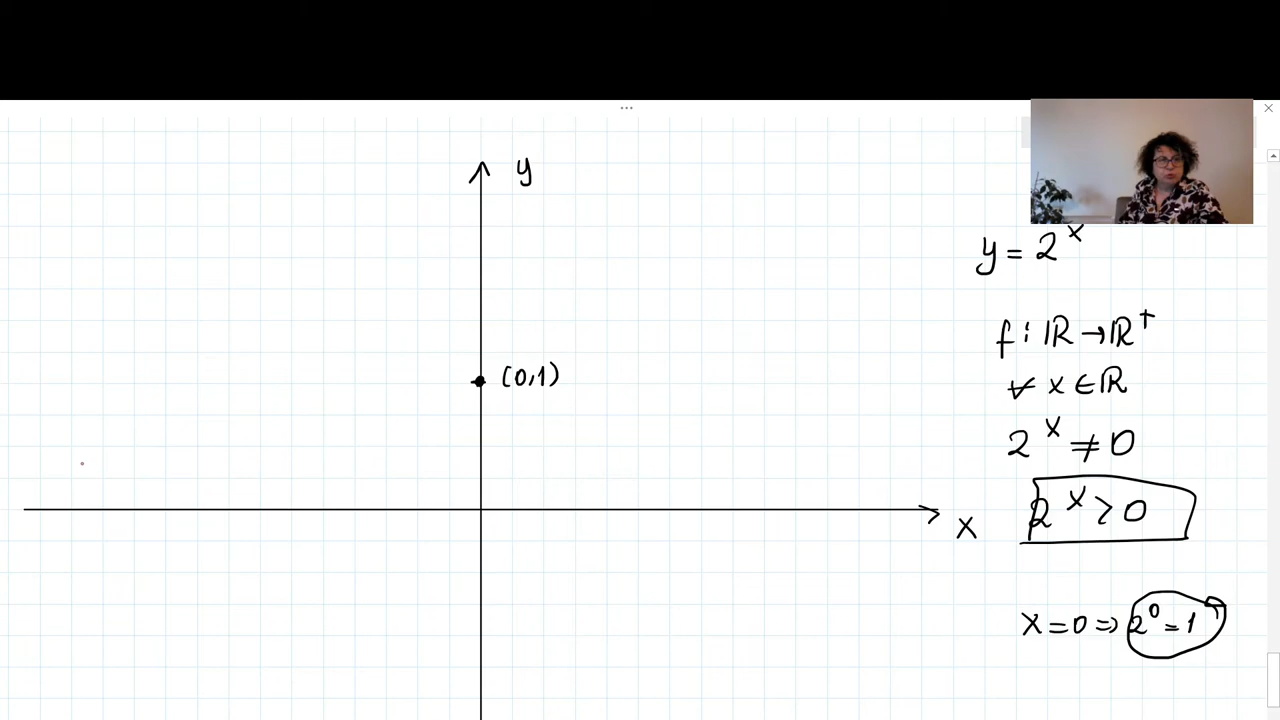 y
y = 2^x
f : ℝ → ℝ⁺
(0,1)
∀ x ∈ ℝ
2^x ≠ 0
2^x > 0
x
x = 0 ⇒ 2^0 = 1